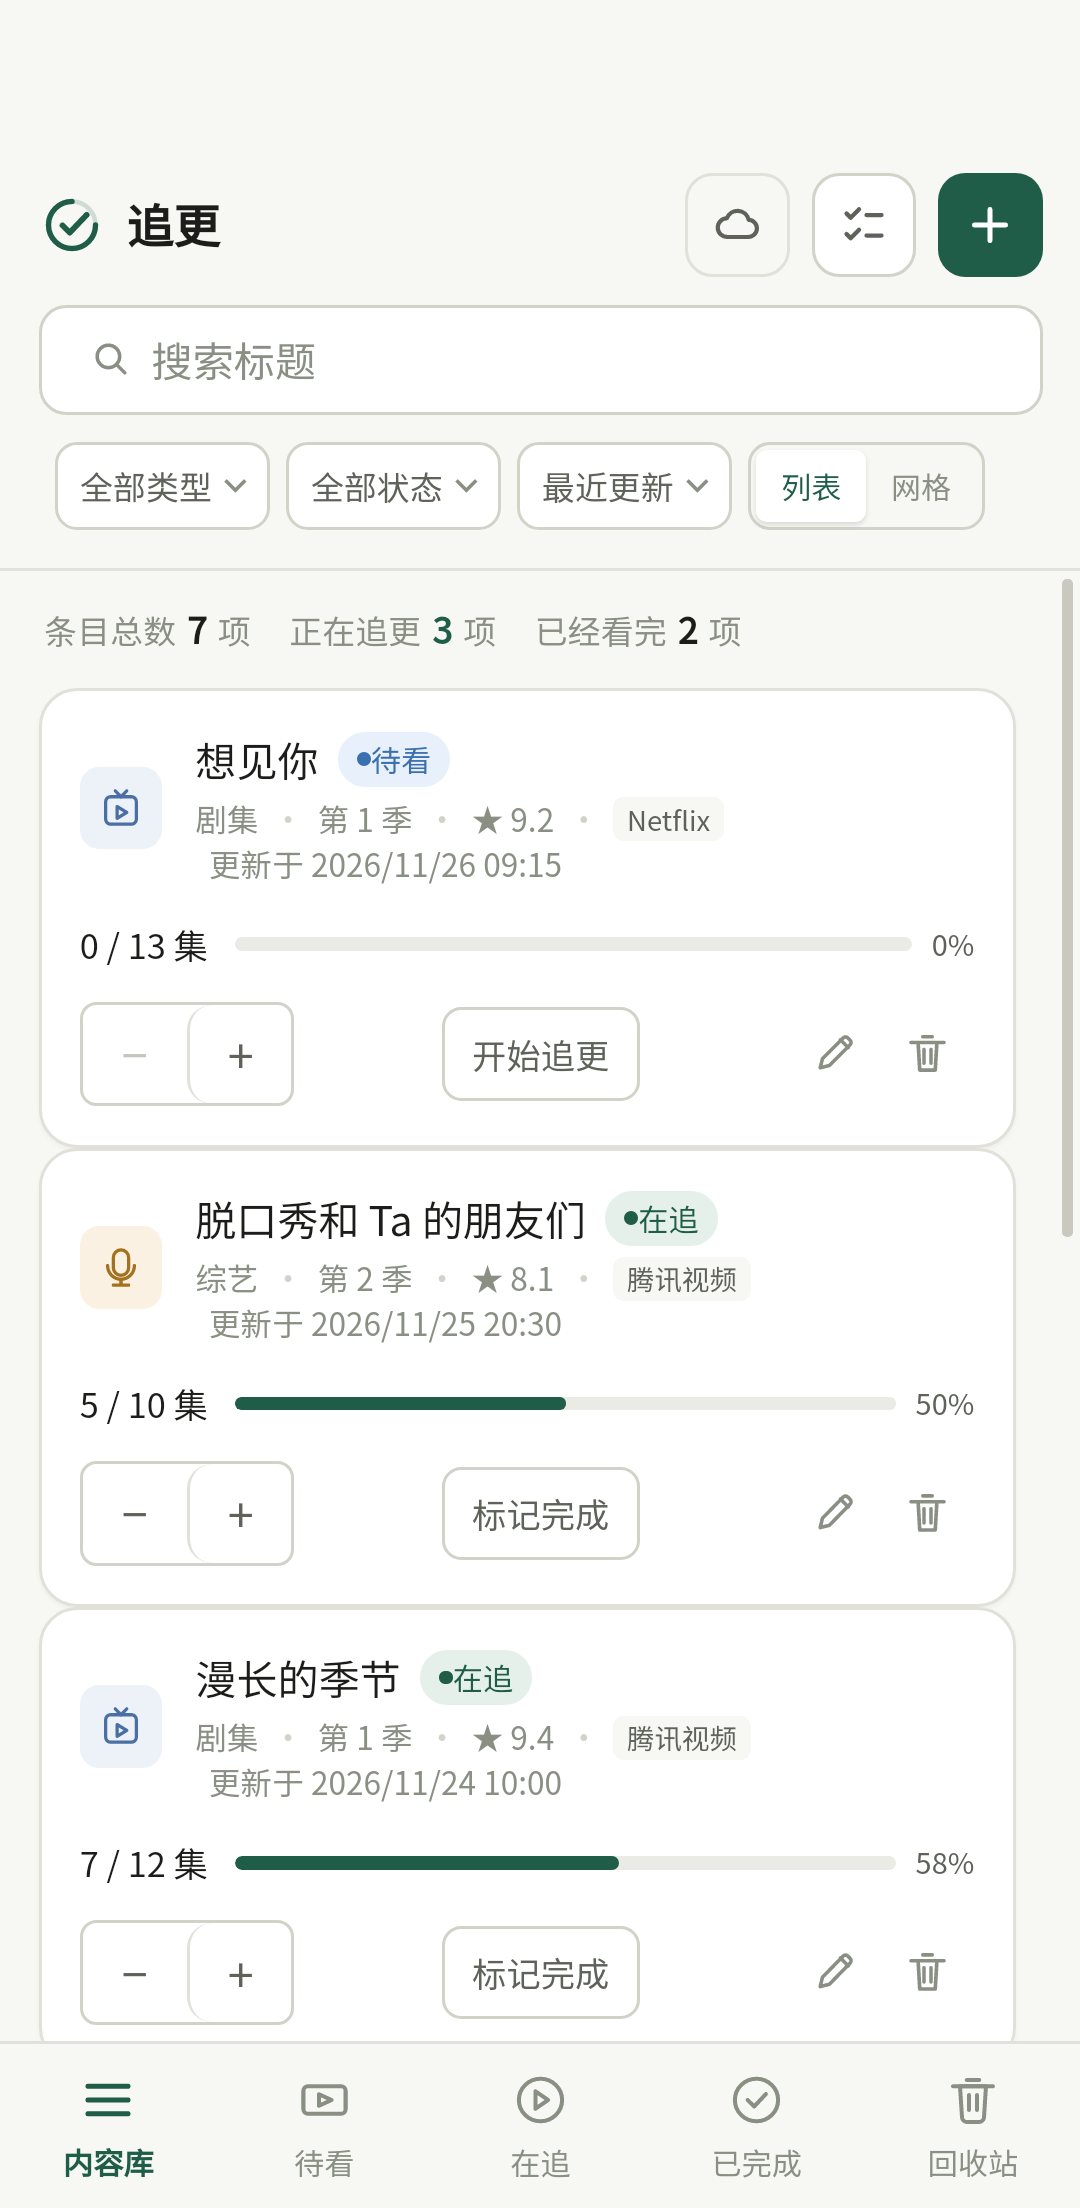 追更
搜索标题
全部类型 全部状态 最近更新 列表 网格
条目总数 7 项 正在追更 3 项 已经看完 2 项
想见你 待看
剧集 · 第 1 季 · ★ 9.2 · Netflix
更新于 2026/11/26 09:15
0 / 13 集 0%
− + 开始追更
脱口秀和 Ta 的朋友们 在追
综艺 · 第 2 季 · ★ 8.1 · 腾讯视频
更新于 2026/11/25 20:30
5 / 10 集 50%
− + 标记完成
漫长的季节 在追
剧集 · 第 1 季 · ★ 9.4 · 腾讯视频
更新于 2026/11/24 10:00
7 / 12 集 58%
− + 标记完成
内容库 待看 在追 已完成 回收站